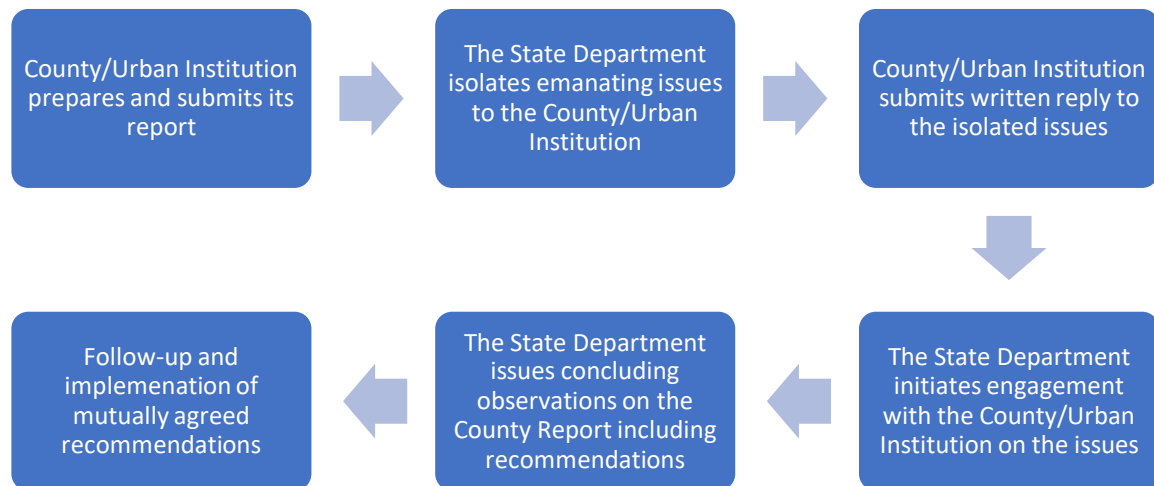 County/Urban Institution
prepares and submits its
report
The State Department
isolates emanating issues
to the County/Urban
Institution
County/Urban Institution
submits written reply to
the isolated issues
The State Department
initiates engagement
with the County/Urban
Institution on the issues
The State Department
issues concluding
observations on the
County Report including
recommendations
Follow-up and
implemenation of
mutually agreed
recommendations